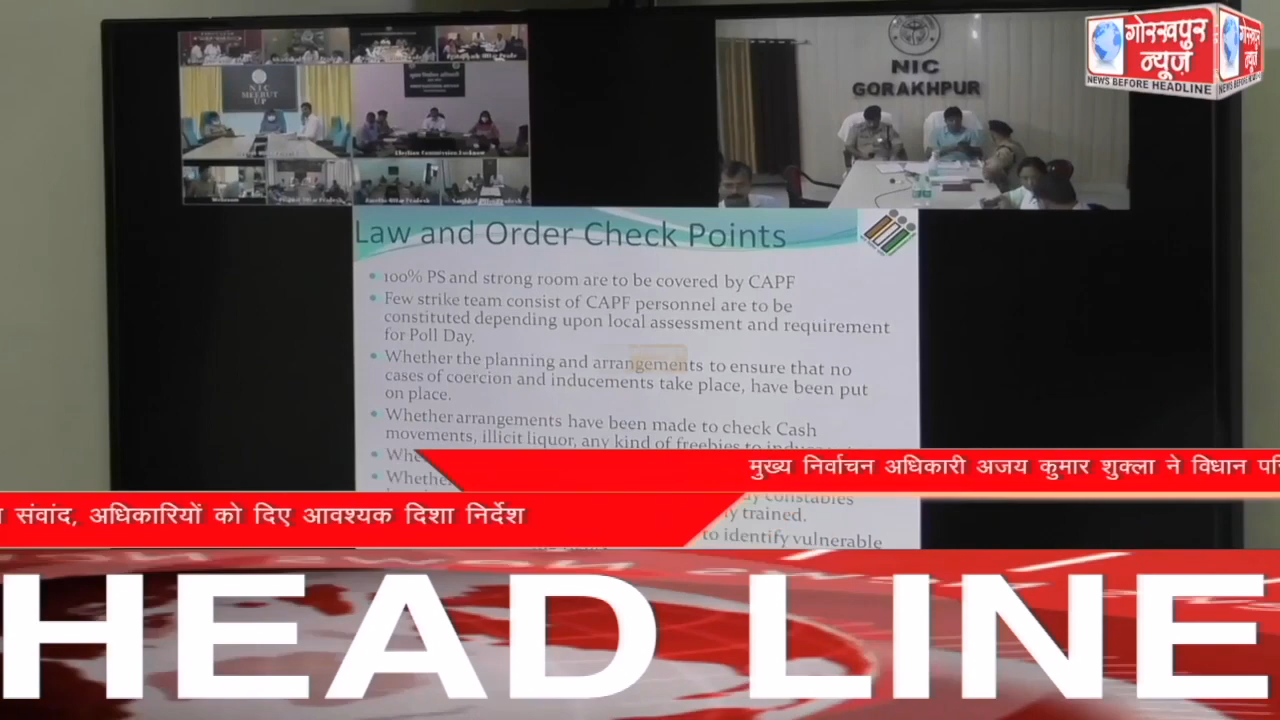 गोरखपुर
न्यूज़
NEWS BEFORE HEADLINE
NIC
MEERUT
UP
NIC
GORAKHPUR
Election Commission Lucknow
Law and Order Check Points
100% PS and strong room are to be covered by CAPF
Few strike team consist of CAPF personnel are to be
constituted depending upon local assessment and requirement
for Poll Day.
Whether the planning and arrangements to ensure that no
cases of coercion and inducements take place, have been put
on place.
Whether arrangements have been made to check Cash
movements, illicit liquor, any kind of freebies to
मुख्य निर्वाचन अधिकारी अजय कुमार शुक्ला ने विधान
constables
trained.
to identify vulnerable
संवांद, अधिकारियों को दिए आवश्यक दिशा निर्देश
HEAD LINE